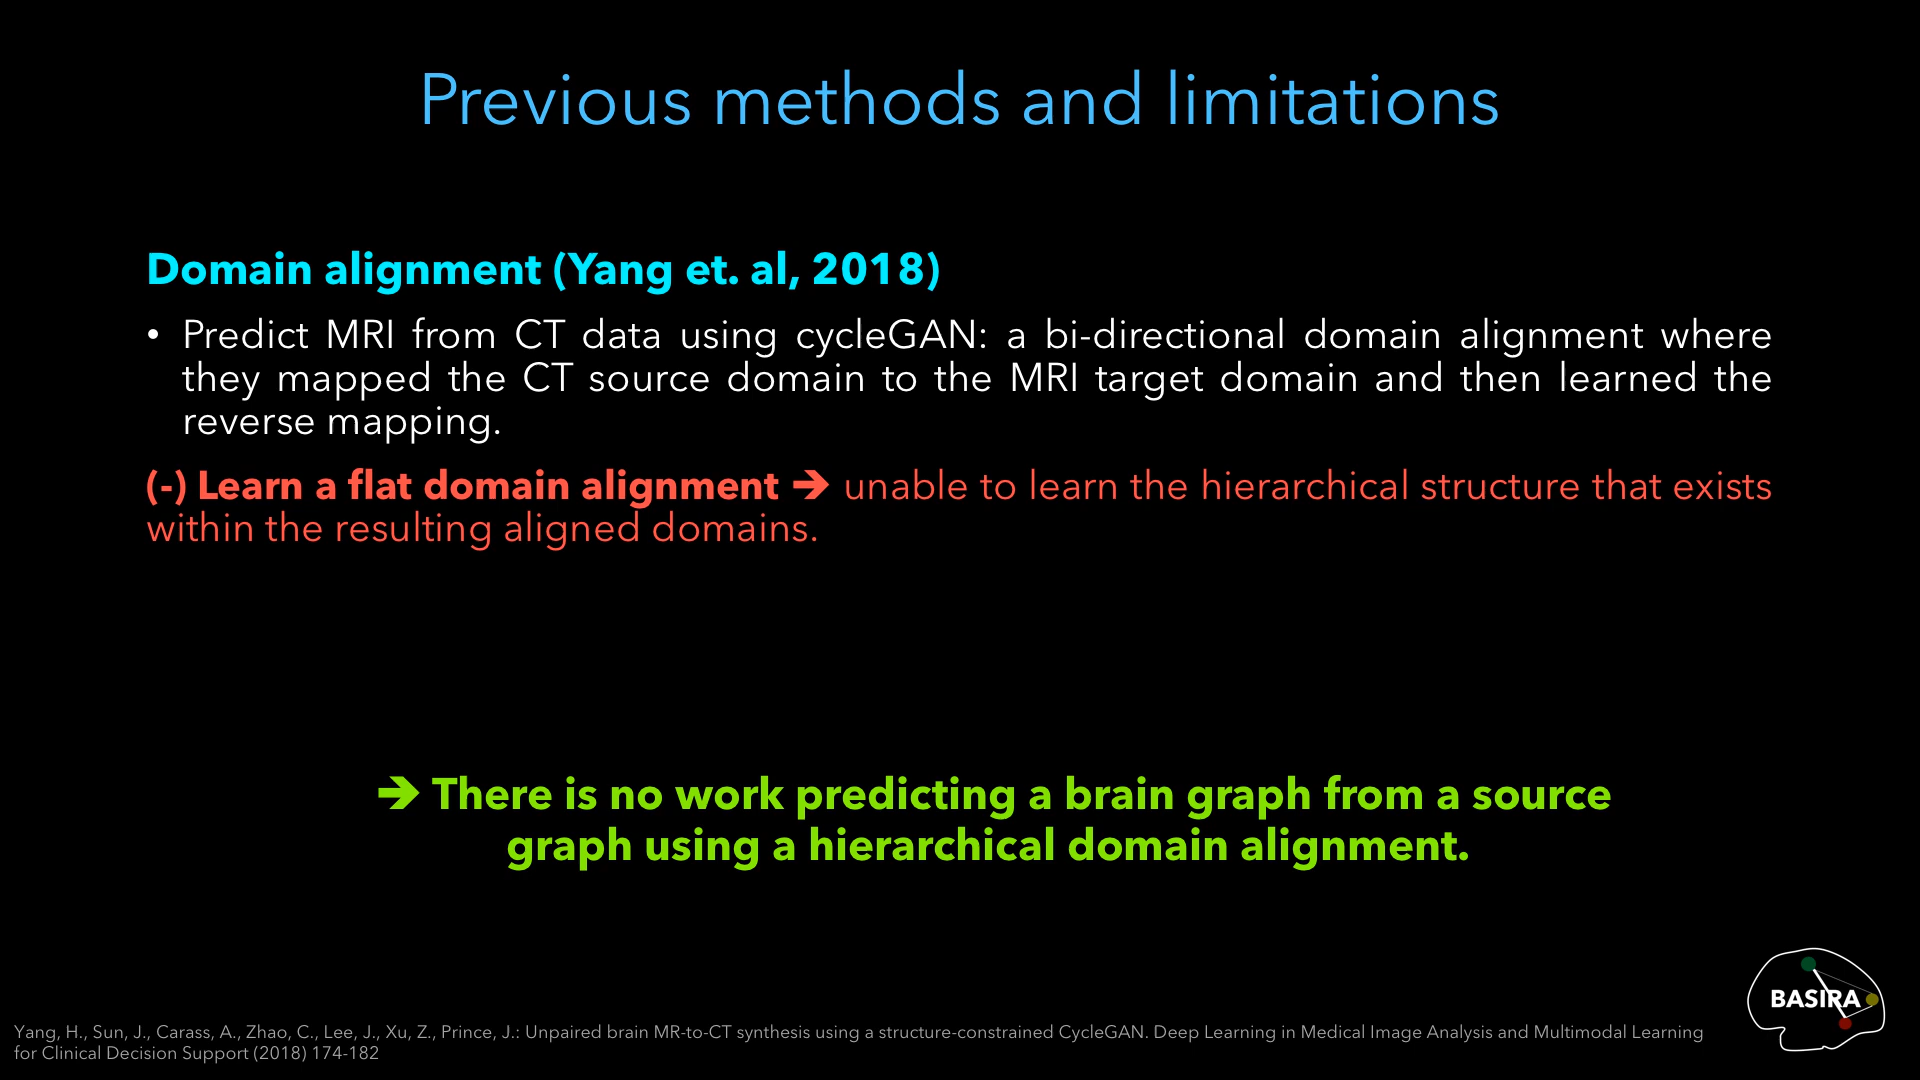 Previous methods and limitations
Domain alignment (Yang et. al, 2018)
• Predict MRI from CT data using cycleGAN: a bi-directional domain alignment where
they mapped the CT source domain to the MRI target domain and then learned the
reverse mapping.
(-) Learn a flat domain alignment ➔ unable to learn the hierarchical structure that exists
within the resulting aligned domains.
➔ There is no work predicting a brain graph from a source
graph using a hierarchical domain alignment.
BASIRA
Yang, H., Sun, J., Carass, A., Zhao, C., Lee, J., Xu, Z., Prince, J.: Unpaired brain MR-to-CT synthesis using a structure-constrained CycleGAN. Deep Learning in Medical Image Analysis and Multimodal Learning
for Clinical Decision Support (2018) 174-182